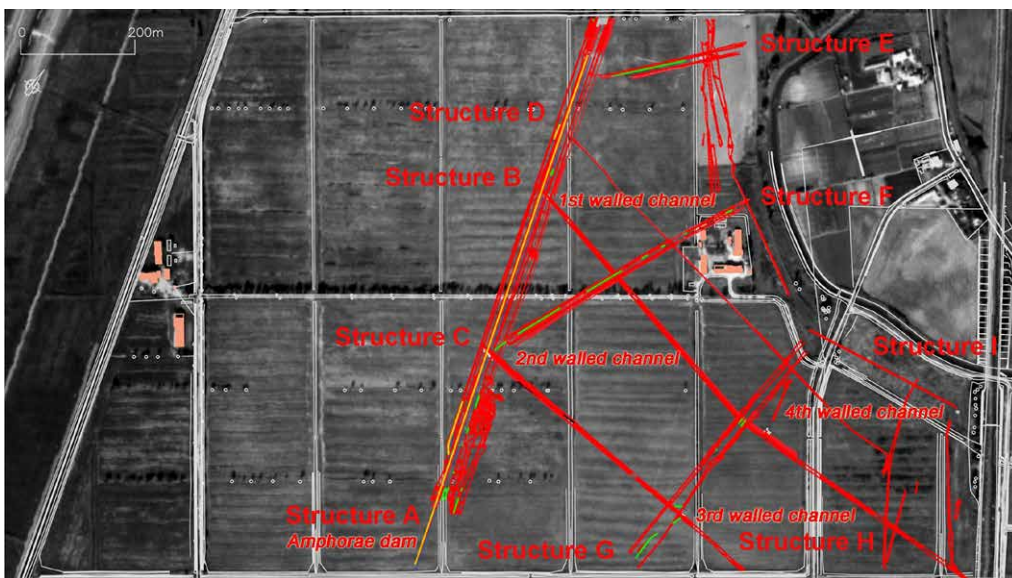 0 200m
Structure E
Structure D
Structure B
1st walled channel
Structure F
Structure C
2nd walled channel
Structure I
4th walled channel
Structure A
3rd walled channel
Amphorae dam
Structure G
Structure H